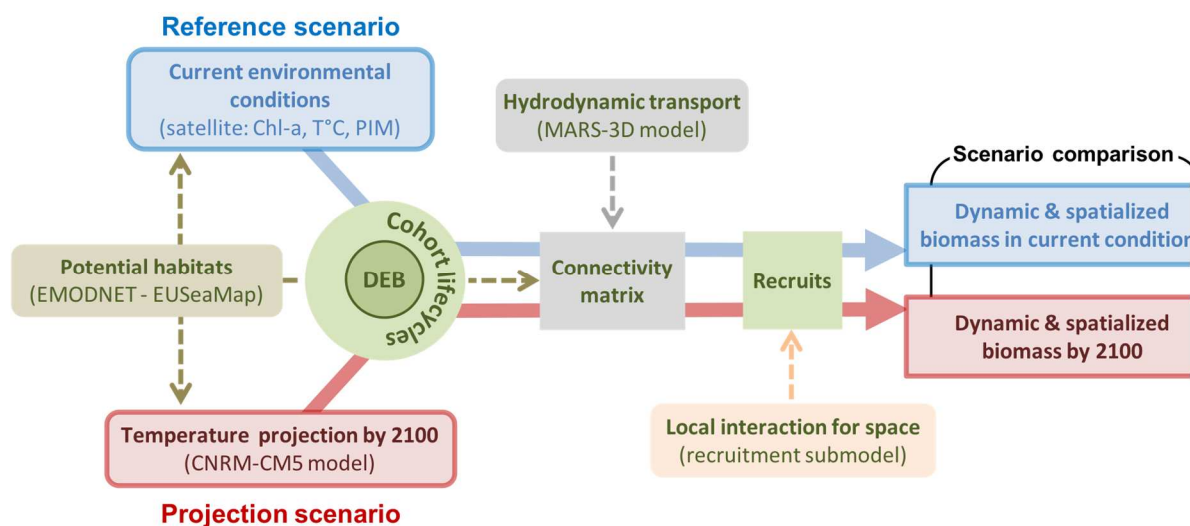 Reference scenario
Current environmental
conditions
(satellite: Chl-a, T°C, PIM)
Hydrodynamic transport
(MARS-3D model)
Scenario comparison
Potential habitats
(EMODNET - EUSeaMap)
Cohort lifecycles
DEB
Connectivity
matrix
Recruits
Dynamic & spatialized
biomass in current condition
Dynamic & spatialized
biomass by 2100
Temperature projection by 2100
(CNRM-CM5 model)
Local interaction for space
(recruitment submodel)
Projection scenario